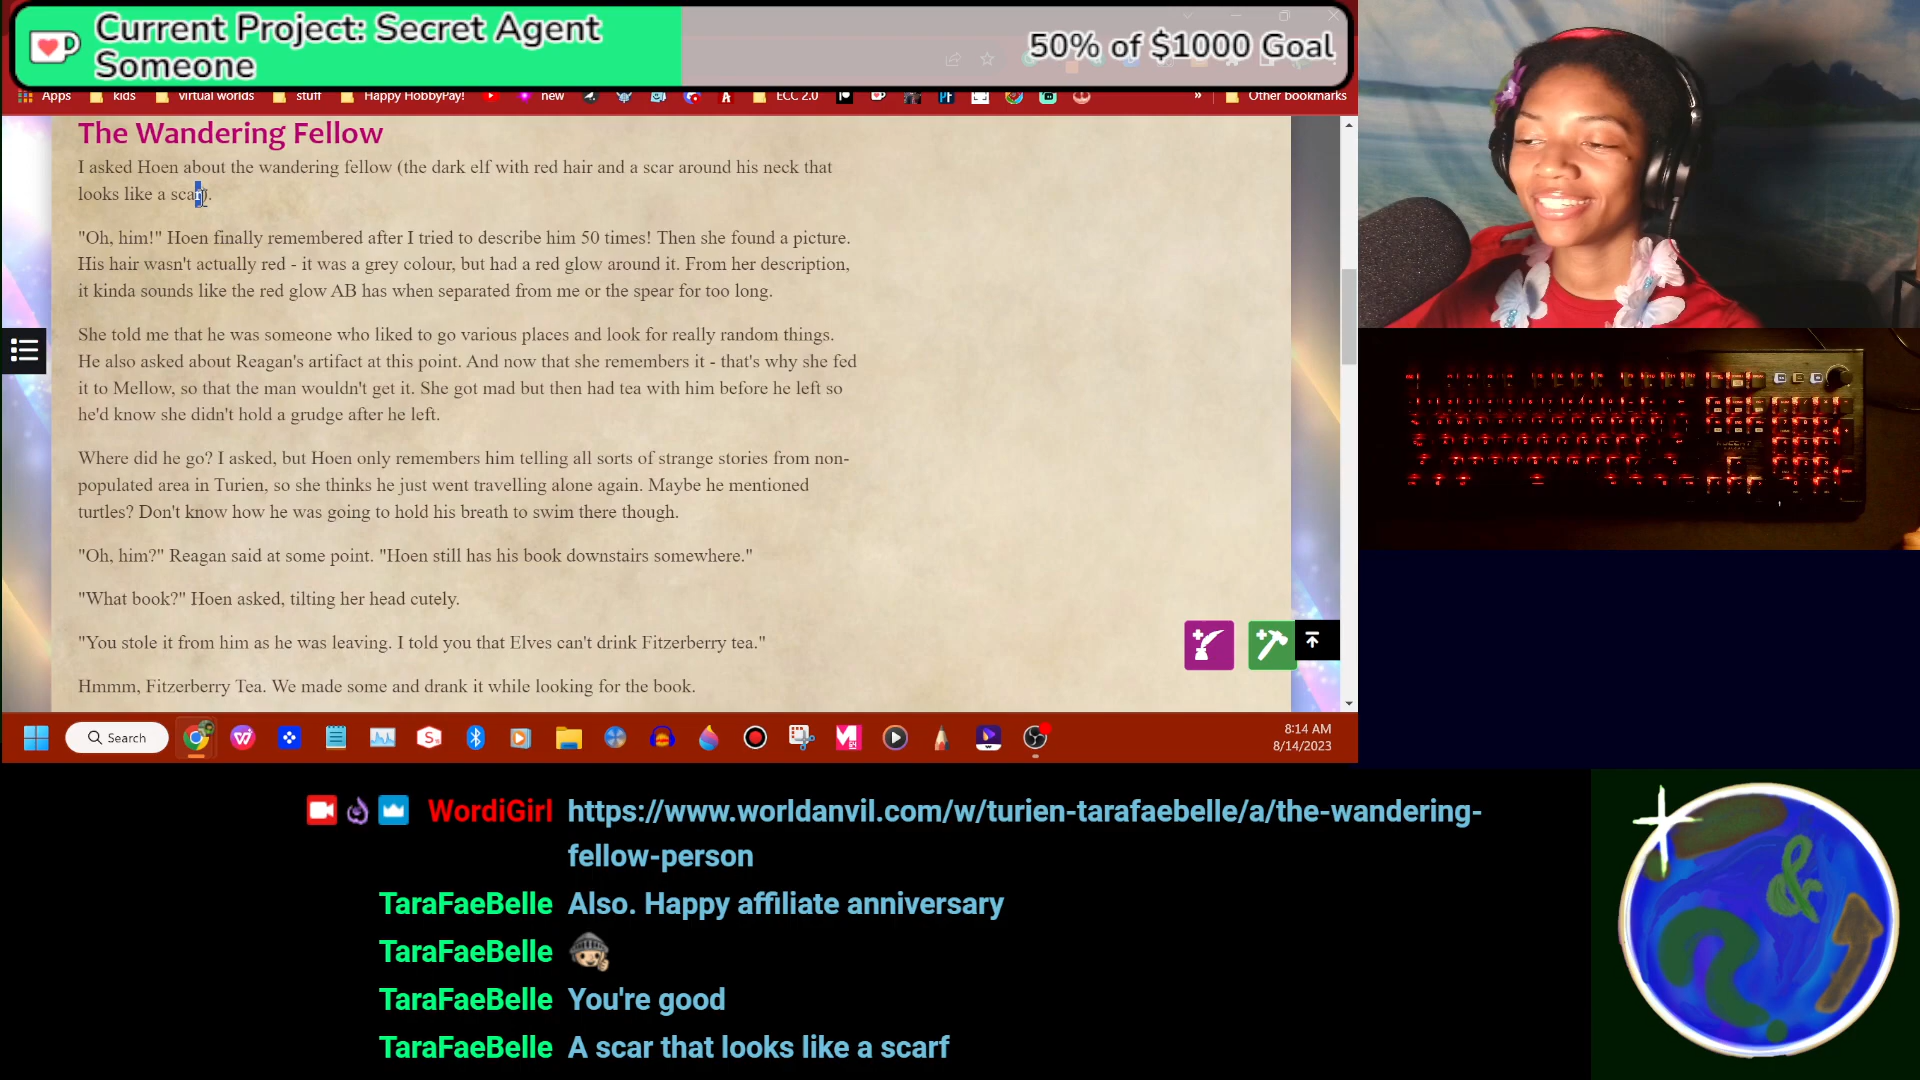 Current Project: Secret Agent
Someone
50% of $1000 Goal
Apps
kids
virtual worlds
stuff
Happy HobbyPay!
new
ECC 2.0
»
Other bookmarks
The Wandering Fellow
I asked Hoen about the wandering fellow (the dark elf with red hair and a scar around his neck that
looks like a scar).
"Oh, him!" Hoen finally remembered after I tried to describe him 50 times! Then she found a picture.
His hair wasn't actually red - it was a grey colour, but had a red glow around it. From her description,
it kinda sounds like the red glow AB has when separated from me or the spear for too long.
She told me that he was someone who liked to go various places and look for really random things.
He also asked about Reagan's artifact at this point. And now that she remembers it - that's why she fed
it to Mellow, so that the man wouldn't get it. She got mad but then had tea with him before he left so
he'd know she didn't hold a grudge after he left.
Where did he go? I asked, but Hoen only remembers him telling all sorts of strange stories from non-
populated area in Turien, so she thinks he just went travelling alone again. Maybe he mentioned
turtles? Don't know how he was going to hold his breath to swim there though.
"Oh, him?" Reagan said at some point. "Hoen still has his book downstairs somewhere."
"What book?" Hoen asked, tilting her head cutely.
"You stole it from him as he was leaving. I told you that Elves can't drink Fitzerberry tea."
Hmmm, Fitzerberry Tea. We made some and drank it while looking for the book.
Search
8:14 AM
8/14/2023
WordiGirl https://www.worldanvil.com/w/turien-tarafaebelle/a/the-wandering-
fellow-person
TaraFaeBelle Also. Happy affiliate anniversary
TaraFaeBelle
TaraFaeBelle You're good
TaraFaeBelle A scar that looks like a scarf
&